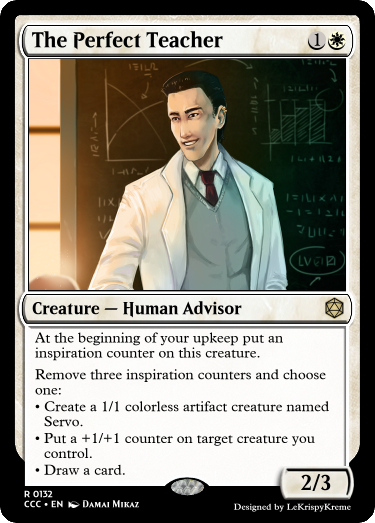 The Perfect Teacher 1
Creature — Human Advisor
At the beginning of your upkeep put an
inspiration counter on this creature.
Remove three inspiration counters and choose
one:
• Create a 1/1 colorless artifact creature named
Servo.
• Put a +1/+1 counter on target creature you
control.
• Draw a card.
2/3
R 0132
CCC • EN Damai Mikaz
Designed by LeKrispyKreme